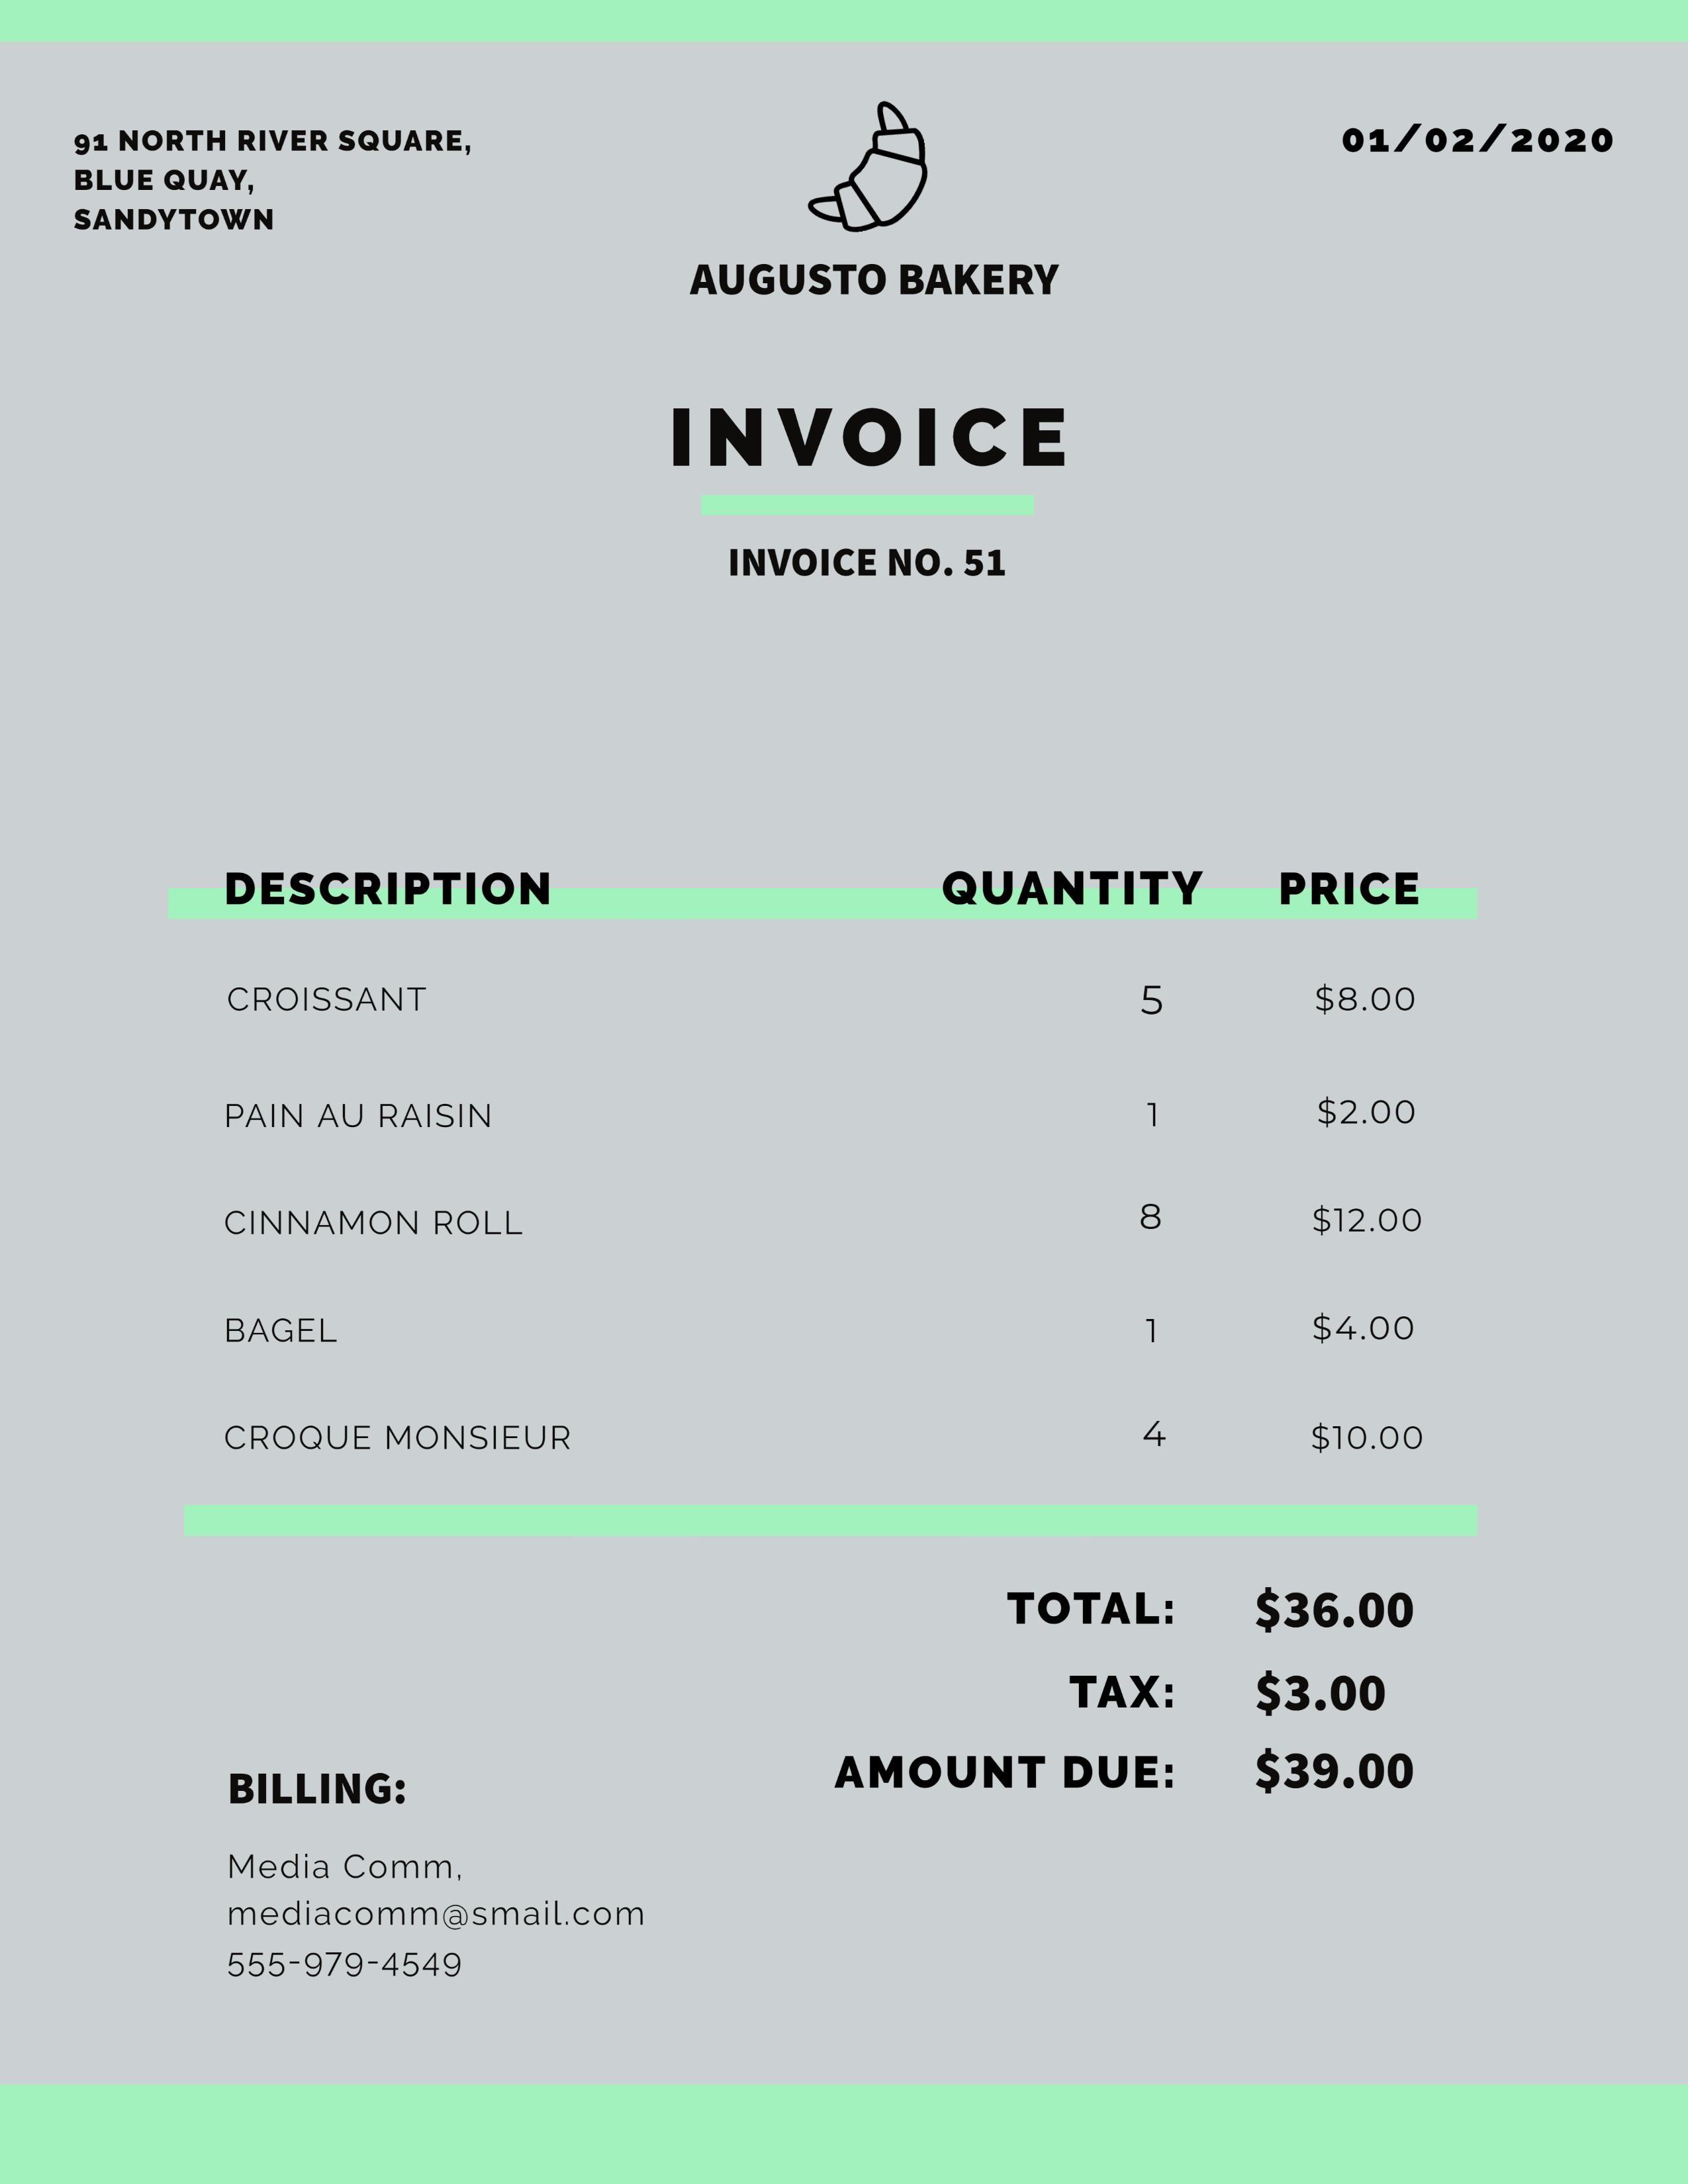 91 NORTH RIVER SQUARE,
BLUE QUAY,
SANDYTOWN
01/02/2020
AUGUSTO BAKERY
INVOICE
INVOICE NO. 51
DESCRIPTION QUANTITY PRICE
CROISSANT 5 $8.00
PAIN AU RAISIN 1 $2.00
CINNAMON ROLL 8 $12.00
BAGEL 1 $4.00
CROQUE MONSIEUR 4 $10.00
TOTAL: $36.00
TAX: $3.00
AMOUNT DUE: $39.00
BILLING:
Media Comm,
mediacomm@smail.com
555-979-4549